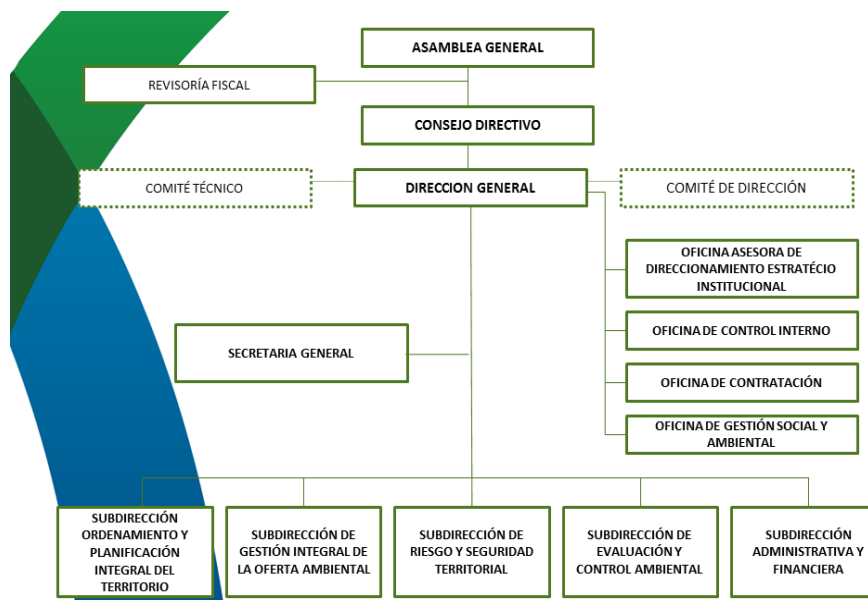 ASAMBLEA GENERAL
REVISORÍA FISCAL
CONSEJO DIRECTIVO
COMITÉ TÉCNICO
DIRECCION GENERAL
COMITÉ DE DIRECCIÓN
OFICINA ASESORA DE
DIRECCIONAMIENTO ESTRATÉCIO
INSTITUCIONAL
OFICINA DE CONTROL INTERNO
SECRETARIA GENERAL
OFICINA DE CONTRATACIÓN
OFICINA DE GESTIÓN SOCIAL Y
AMBIENTAL
SUBDIRECCIÓN
ORDENAMIENTO Y
PLANIFICACIÓN
INTEGRAL DEL
TERRITORIO
SUBDIRECCIÓN DE
GESTIÓN INTEGRAL DE
LA OFERTA AMBIENTAL
SUBDIRECCIÓN DE
RIESGO Y SEGURIDAD
TERRITORIAL
SUBDIRECCIÓN DE
EVALUACIÓN Y
CONTROL AMBIENTAL
SUBDIRECCIÓN
ADMINISTRATIVA Y
FINANCIERA